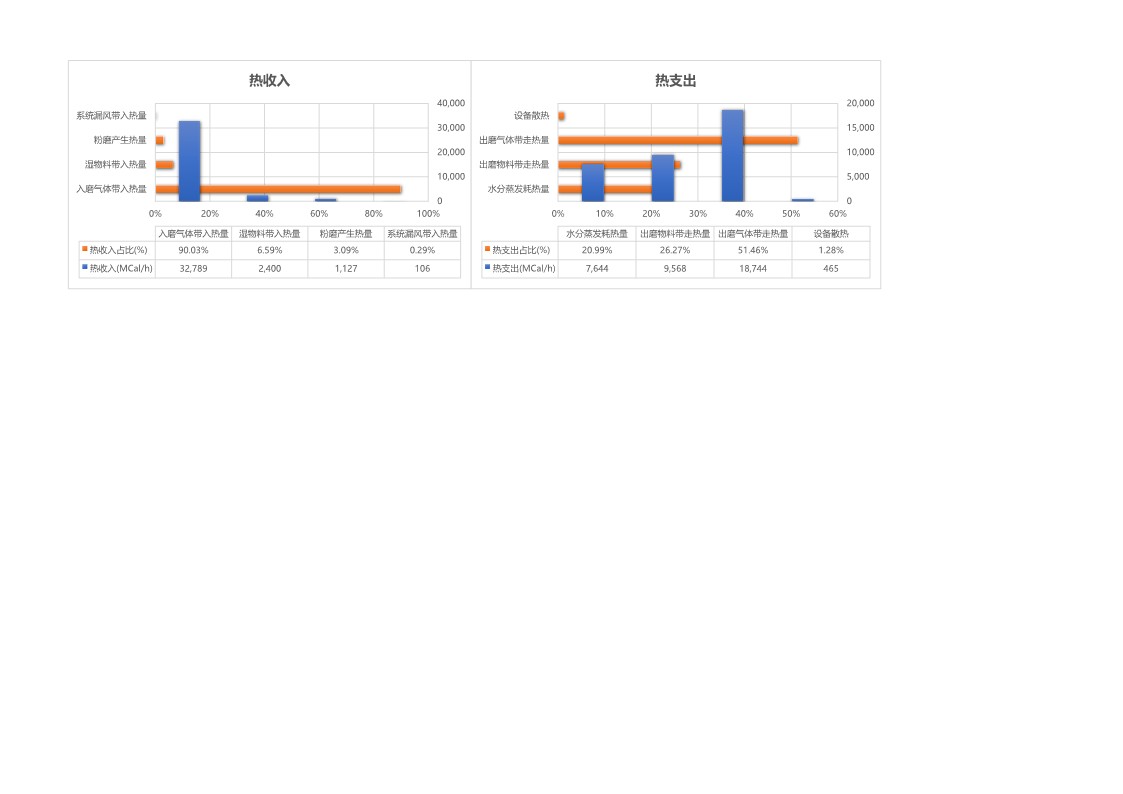 热收入
40,000
系统漏风带入热量
30,000
粉磨产生热量
20,000
湿物料带入热量
10,000
入磨气体带入热量
0
0% 20% 40% 60% 80% 100%
入磨气体带入热量 湿物料带入热量 粉磨产生热量 系统漏风带入热量
热收入占比(%) 90.03% 6.59% 3.09% 0.29%
热收入(MCal/h) 32,789 2,400 1,127 106
热支出
20,000
设备散热
15,000
出磨气体带走热量
10,000
出磨物料带走热量
5,000
水分蒸发耗热量
0
0% 10% 20% 30% 40% 50% 60%
水分蒸发耗热量 出磨物料带走热量 出磨气体带走热量 设备散热
热支出占比(%) 20.99% 26.27% 51.46% 1.28%
热支出(MCal/h) 7,644 9,568 18,744 465